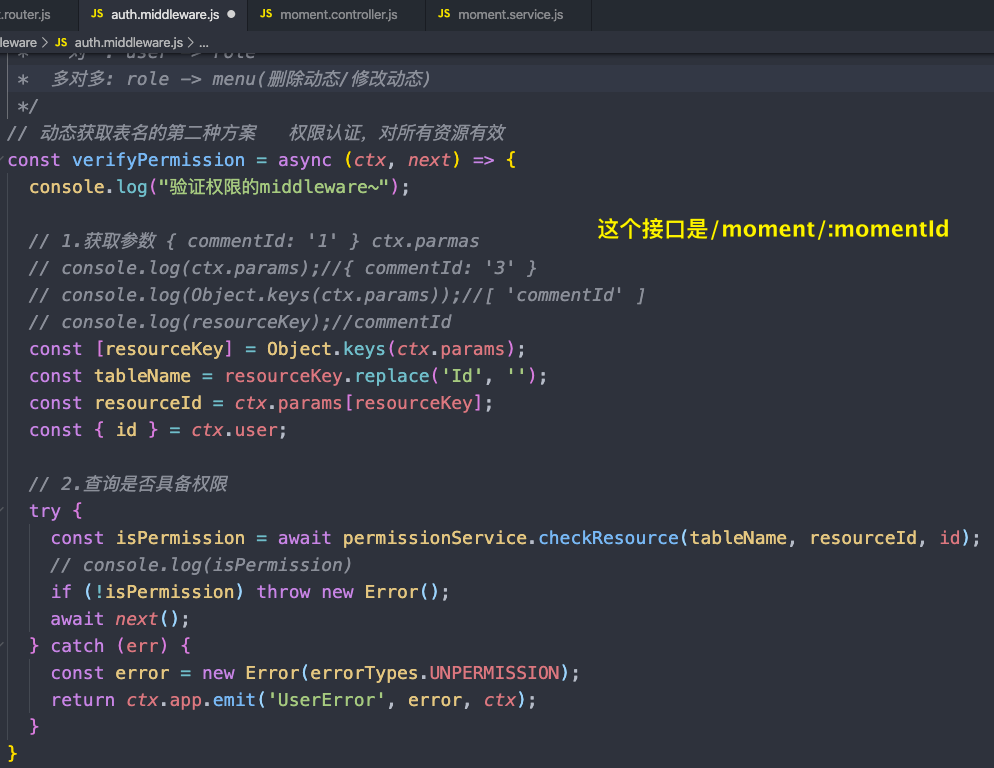 .router.js JS auth.middleware.js ● JS moment.controller.js JS moment.service.js
leware > JS auth.middleware.js > ...
* 多对多: role -> menu(删除动态/修改动态)
*/
// 动态获取表名的第二种方案 权限认证，对所有资源有效
const verifyPermission = async (ctx, next) => {
console.log("验证权限的middleware~");
这个接口是/moment/:momentId
// 1.获取参数 { commentId: '1' } ctx.parmas
// console.log(ctx.params);//{ commentId: '3' }
// console.log(Object.keys(ctx.params));//[ 'commentId' ]
// console.log(resourceKey);//commentId
const [resourceKey] = Object.keys(ctx.params);
const tableName = resourceKey.replace('Id', '');
const resourceId = ctx.params[resourceKey];
const { id } = ctx.user;
// 2.查询是否具备权限
try {
const isPermission = await permissionService.checkResource(tableName, resourceId, id);
// console.log(isPermission)
if (!isPermission) throw new Error();
await next();
} catch (err) {
const error = new Error(errorTypes.UNPERMISSION);
return ctx.app.emit('UserError', error, ctx);
}
}